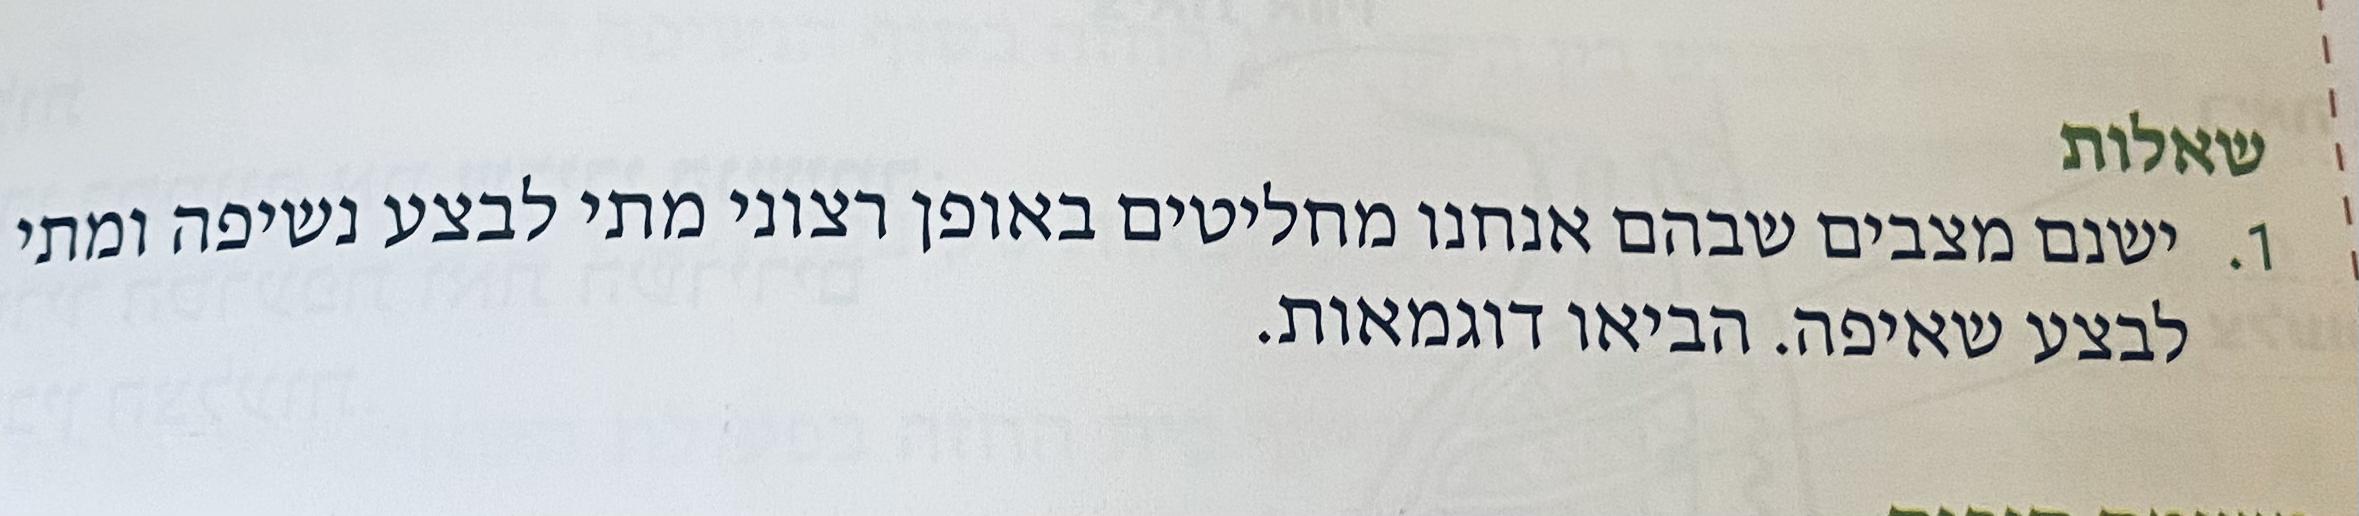 שאלות
1. ישנם מצבים שבהם אנחנו מחליטים באופן רצוני מתי לבצע נשיפה ומתי
לבצע שאיפה. הביאו דוגמאות.